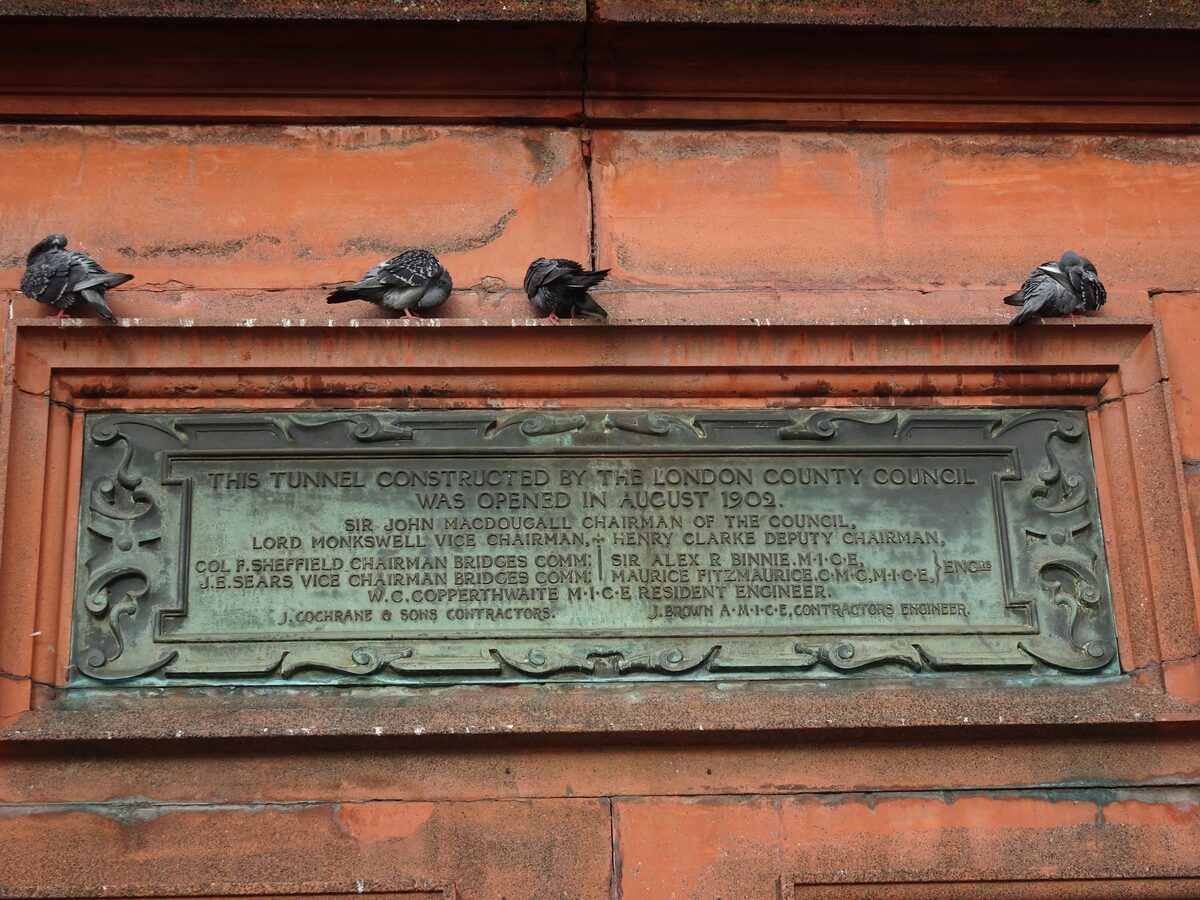 THIS TUNNEL CONSTRUCTED BY THE LONDON COUNTY COUNCIL
WAS OPENED IN AUGUST 1902.
SIR JOHN MACDOUGALL CHAIRMAN OF THE COUNCIL,
LORD MONKSWELL VICE CHAIRMAN, HENRY CLARKE DEPUTY CHAIRMAN,
COL F. SHEFFIELD CHAIRMAN BRIDGES COMM: SIR ALEX R BINNIE. M·I·C·E,
J.E. SEARS VICE CHAIRMAN BRIDGES COMM: MAURICE FITZMAURICE. C·M·G, M·I·C·E, } ENGRS
W.C. COPPERTHWAITE M·I·C·E RESIDENT ENGINEER.
J. COCHRANE & SONS CONTRACTORS. J. BROWN A·M·I·C·E, CONTRACTORS ENGINEER.